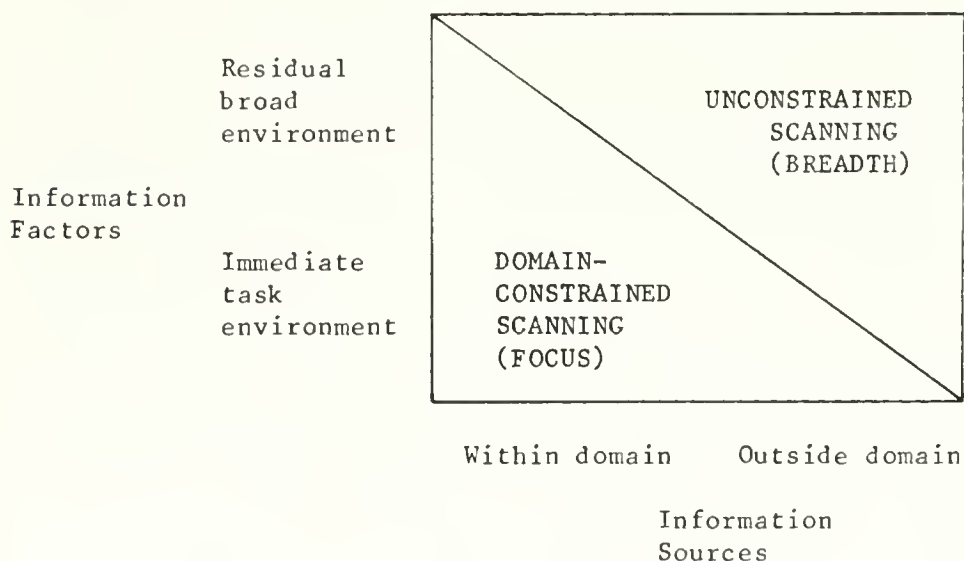 Residual
broad
environment
UNCONSTRAINED
SCANNING
(BREADTH)
Information
Factors
Immediate
task
environment
DOMAIN-
CONSTRAINED
SCANNING
(FOCUS)
Within domain
Outside domain
Information
Sources